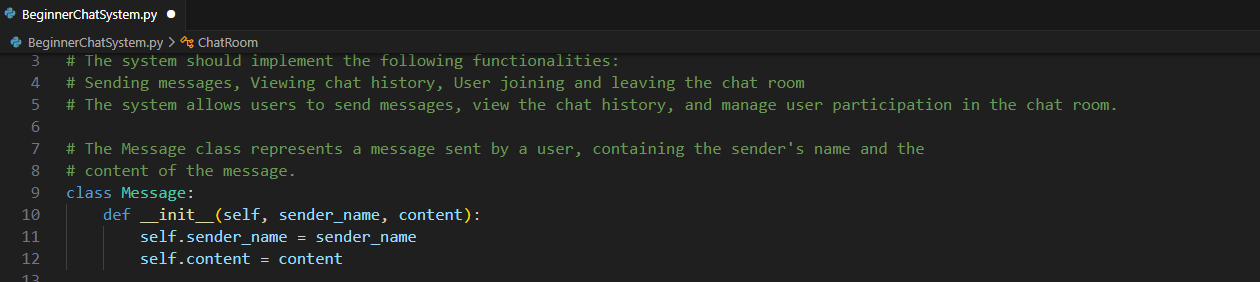 BeginnerChatSystem.py
BeginnerChatSystem.py > ChatRoom
3 # The system should implement the following functionalities:
4 # Sending messages, Viewing chat history, User joining and leaving the chat room
5 # The system allows users to send messages, view the chat history, and manage user participation in the chat room.
6
7 # The Message class represents a message sent by a user, containing the sender's name and the
8 # content of the message.
9 class Message:
10     def __init__(self, sender_name, content):
11         self.sender_name = sender_name
12         self.content = content
13